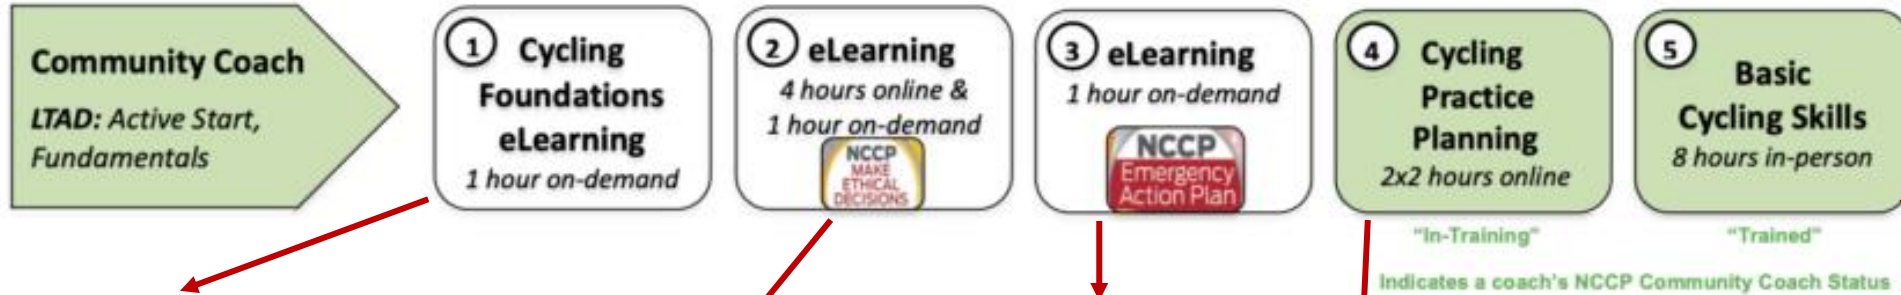 Community Coach
LTAD: Active Start,
Fundamentals
1
Cycling
Foundations
eLearning
1 hour on-demand
2
eLearning
4 hours online &
1 hour on-demand
NCCP
MAKE
ETHICAL
DECISIONS
3
eLearning
1 hour on-demand
NCCP
Emergency
Action Plan
4
Cycling
Practice
Planning
2x2 hours online
"In-Training"
5
Basic
Cycling Skills
8 hours in-person
"Trained"
Indicates a coach's NCCP Community Coach Status